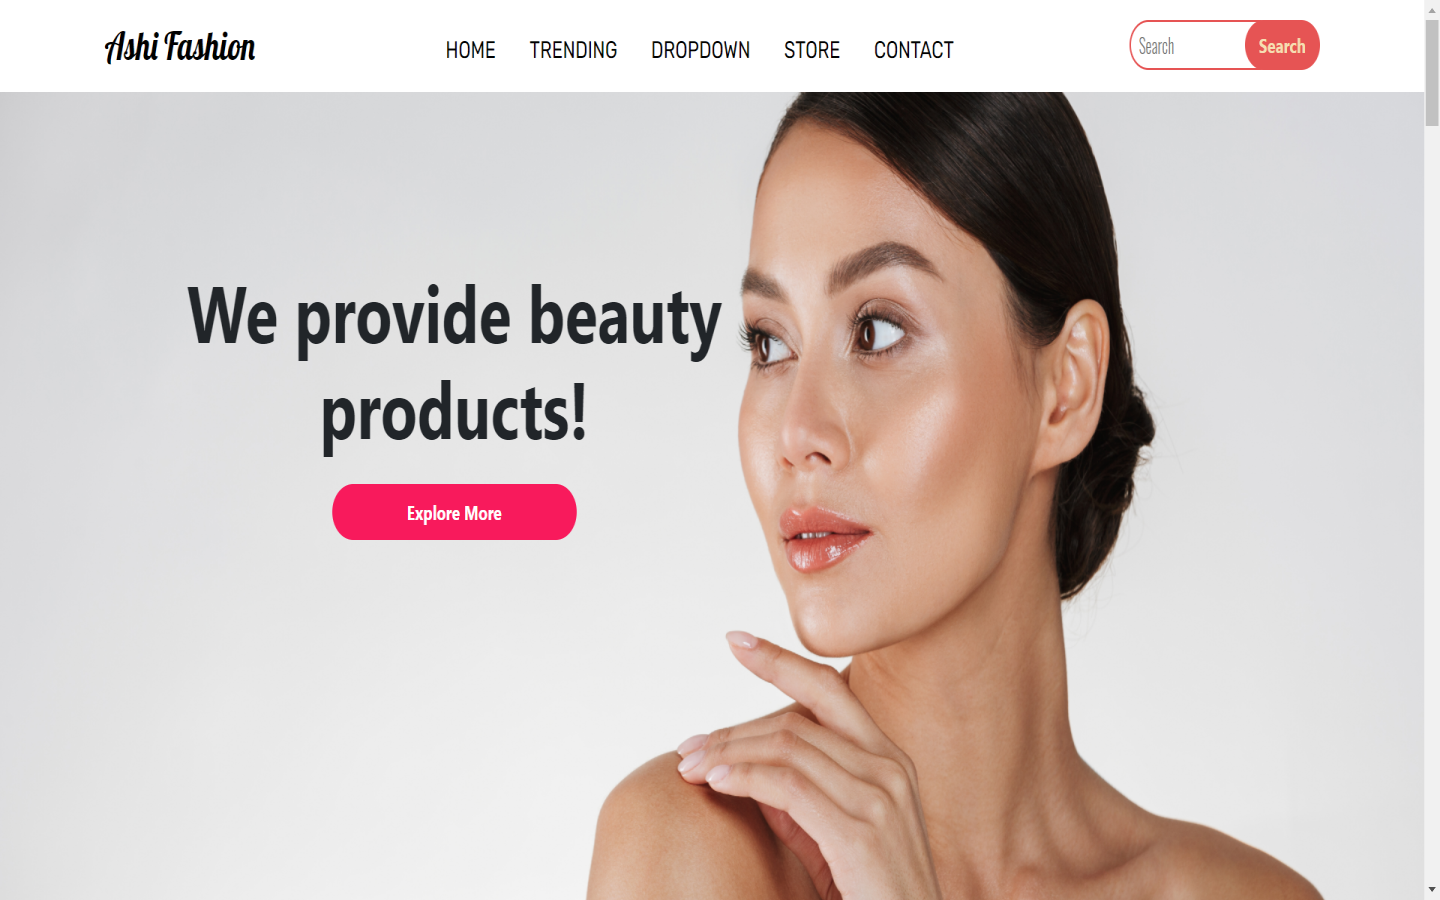 Ashi Fashion
HOME TRENDING DROPDOWN STORE CONTACT
Search Search
We provide beauty
products!
Explore More